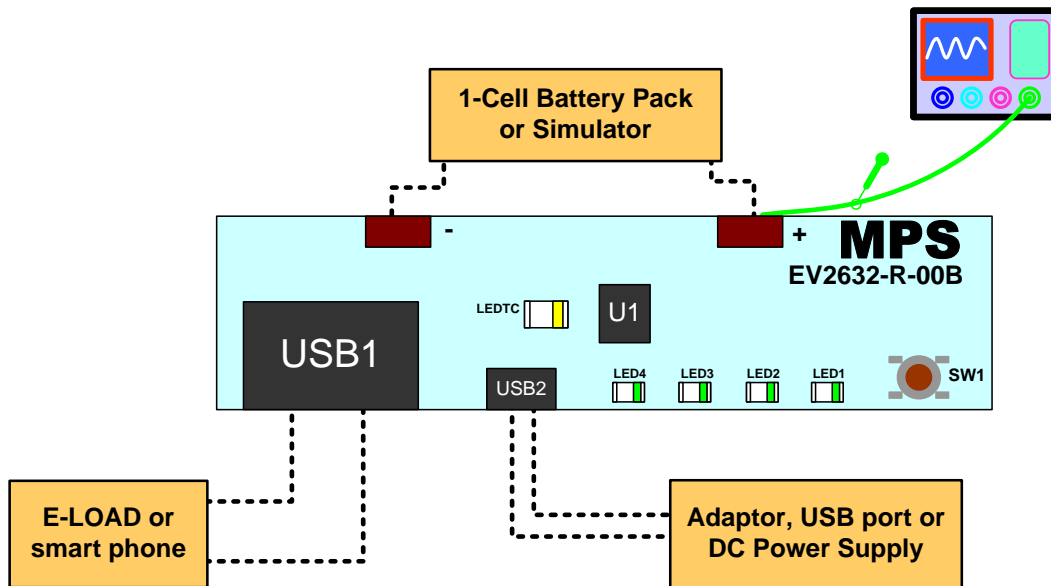 1-Cell Battery Pack
or Simulator
-
+
MPS
EV2632-R-00B
LEDTC
U1
USB1
USB2
LED4
LED3
LED2
LED1
SW1
E-LOAD or
smart phone
Adaptor, USB port or
DC Power Supply